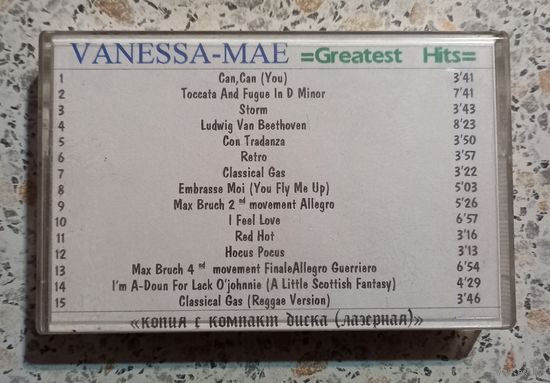 VANESSA-MAE =Greatest Hits=
1 Can,Can (You) 3'41
2 Toccata And Fugue In D Minor 7'41
3 Storm 3'43
4 Ludwig Van Beethoven 8'23
5 Con Tradanza 3'50
6 Retro 3'57
7 Classical Gas 3'22
8 Embrasse Moi (You Fly Me Up) 5'03
9 Max Bruch 2 nd movement Allegro 5'26
10 I Feel Love 6'57
11 Red Hot 3'16
12 Hocus Pocus 3'13
13 Max Bruch 4 nd movement FinaleAllegro Guerriero 6'54
14 I'm A-Doun For Lack O'johnnie (A Little Scottish Fantasy) 4'29
15 Classical Gas (Reggae Version) 3'46
«копия с компакт диска (лазерная)»